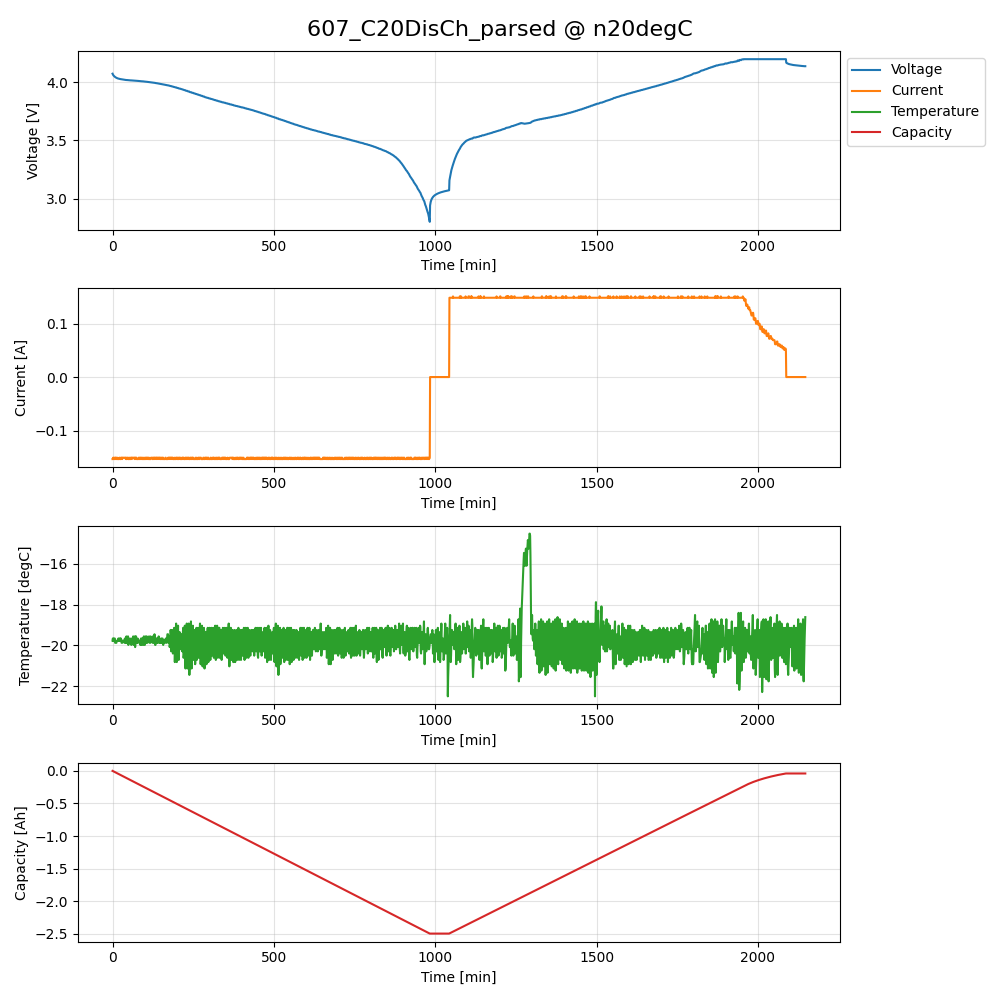 607_C20DisCh_parsed @ n20degC
Voltage [V]
4.0
3.5
3.0
0
500
1000
1500
2000
Time [min]
Voltage
Current
Temperature
Capacity
Current [A]
0.1
0.0
−0.1
0
500
1000
1500
2000
Time [min]
Temperature [degC]
−16
−18
−20
−22
0
500
1000
1500
2000
Time [min]
Capacity [Ah]
0.0
−0.5
−1.0
−1.5
−2.0
−2.5
0
500
1000
1500
2000
Time [min]